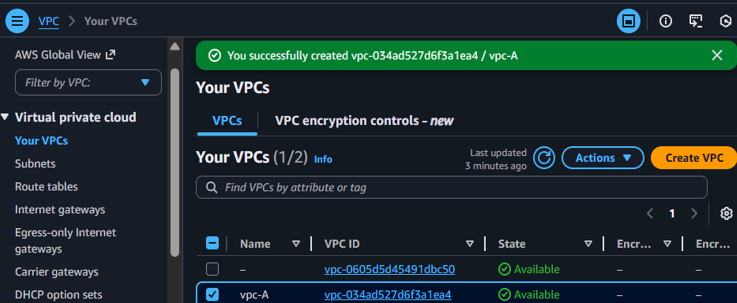 VPC > Your VPCs
AWS Global View
Filter by VPC:
Virtual private cloud
Your VPCs
Subnets
Route tables
Internet gateways
Egress-only Internet
gateways
Carrier gateways
DHCP option sets
You successfully created vpc-034ad527d6f3a1ea4 / vpc-A
Your VPCs
VPCs VPC encryption controls - new
Your VPCs (1/2) Info
Last updated
3 minutes ago
Actions
Create VPC
Find VPCs by attribute or tag
1
Name VPC ID State Encr... Encr...
– vpc-0605d5d45491dbc50 Available – –
vpc-A vpc-034ad527d6f3a1ea4 Available – –